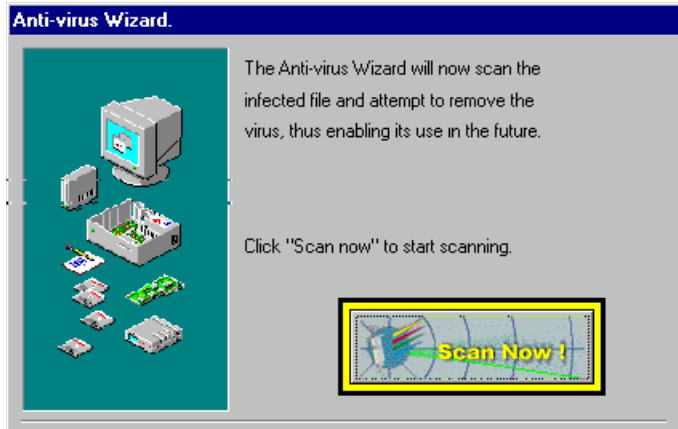 Anti-virus Wizard.
The Anti-virus Wizard will now scan the
infected file and attempt to remove the
virus, thus enabling its use in the future.
Click "Scan now" to start scanning.
Scan Now !